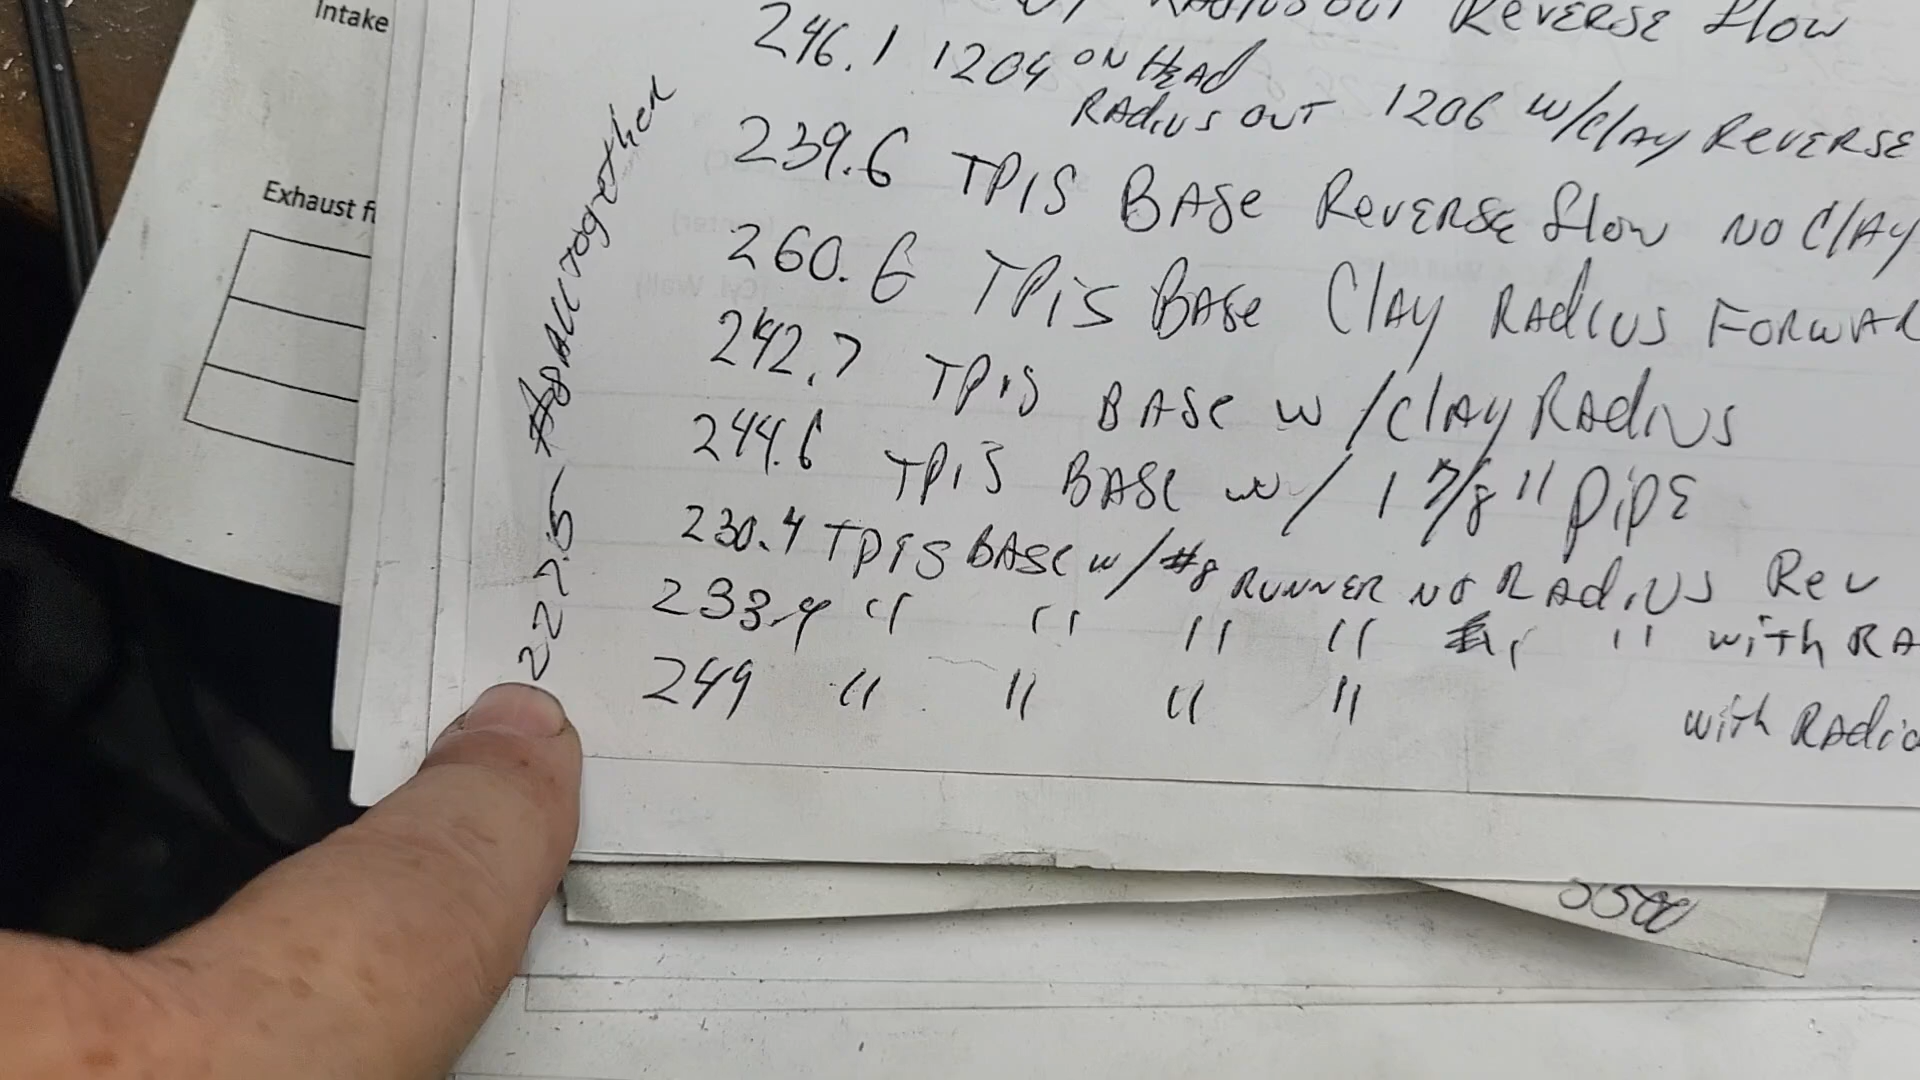 Intake
Exhaust f
Radius out Reverse flow
246.1 1204 ON HEAD
RADIUS OUT 1206 w/Clay Reverse
239.6 TPIS BASE Reverse flow NO Clay
260.6 TPIS BASE Clay RADIUS FORWAR
242.7 TPIS BASE w/Clay RADIUS
244.6 TPIS BASE w/ 1 7/8" PIPE
230.4 TPIS BASE w/ #8 RUNNER NO RADIUS Rev
233.4 " " " " " with RA
249 " " " " with Radi
227.5 #8 All together
5500